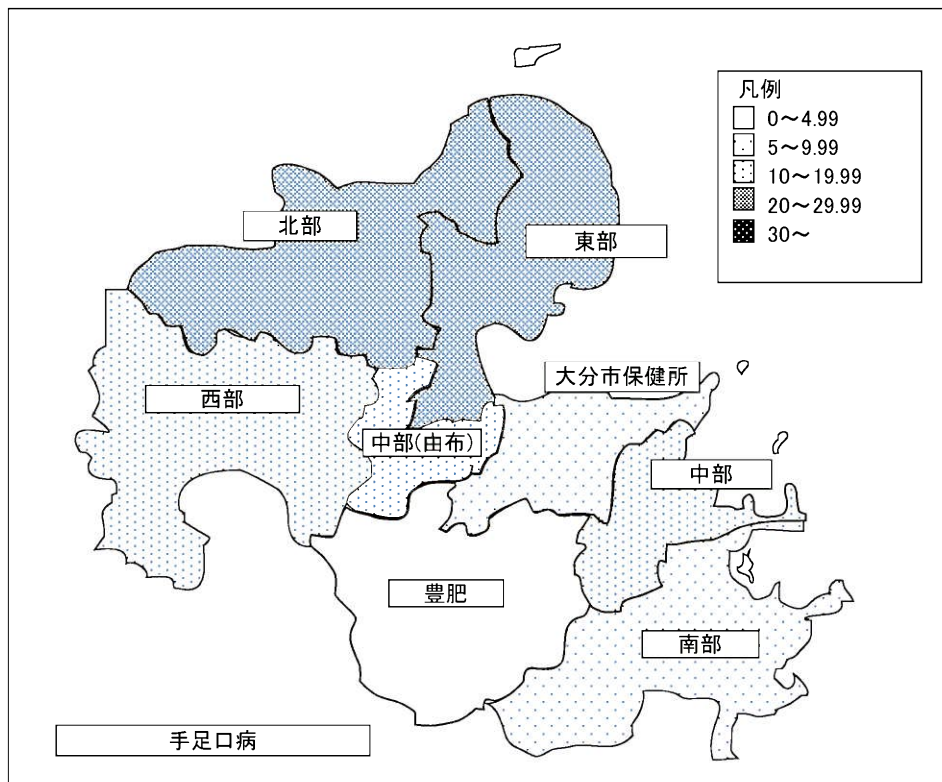 凡例
0～4.99
5～9.99
10～19.99
20～29.99
30～
北部
東部
大分市保健所
西部
中部(由布)
中部
豊肥
南部
手足口病